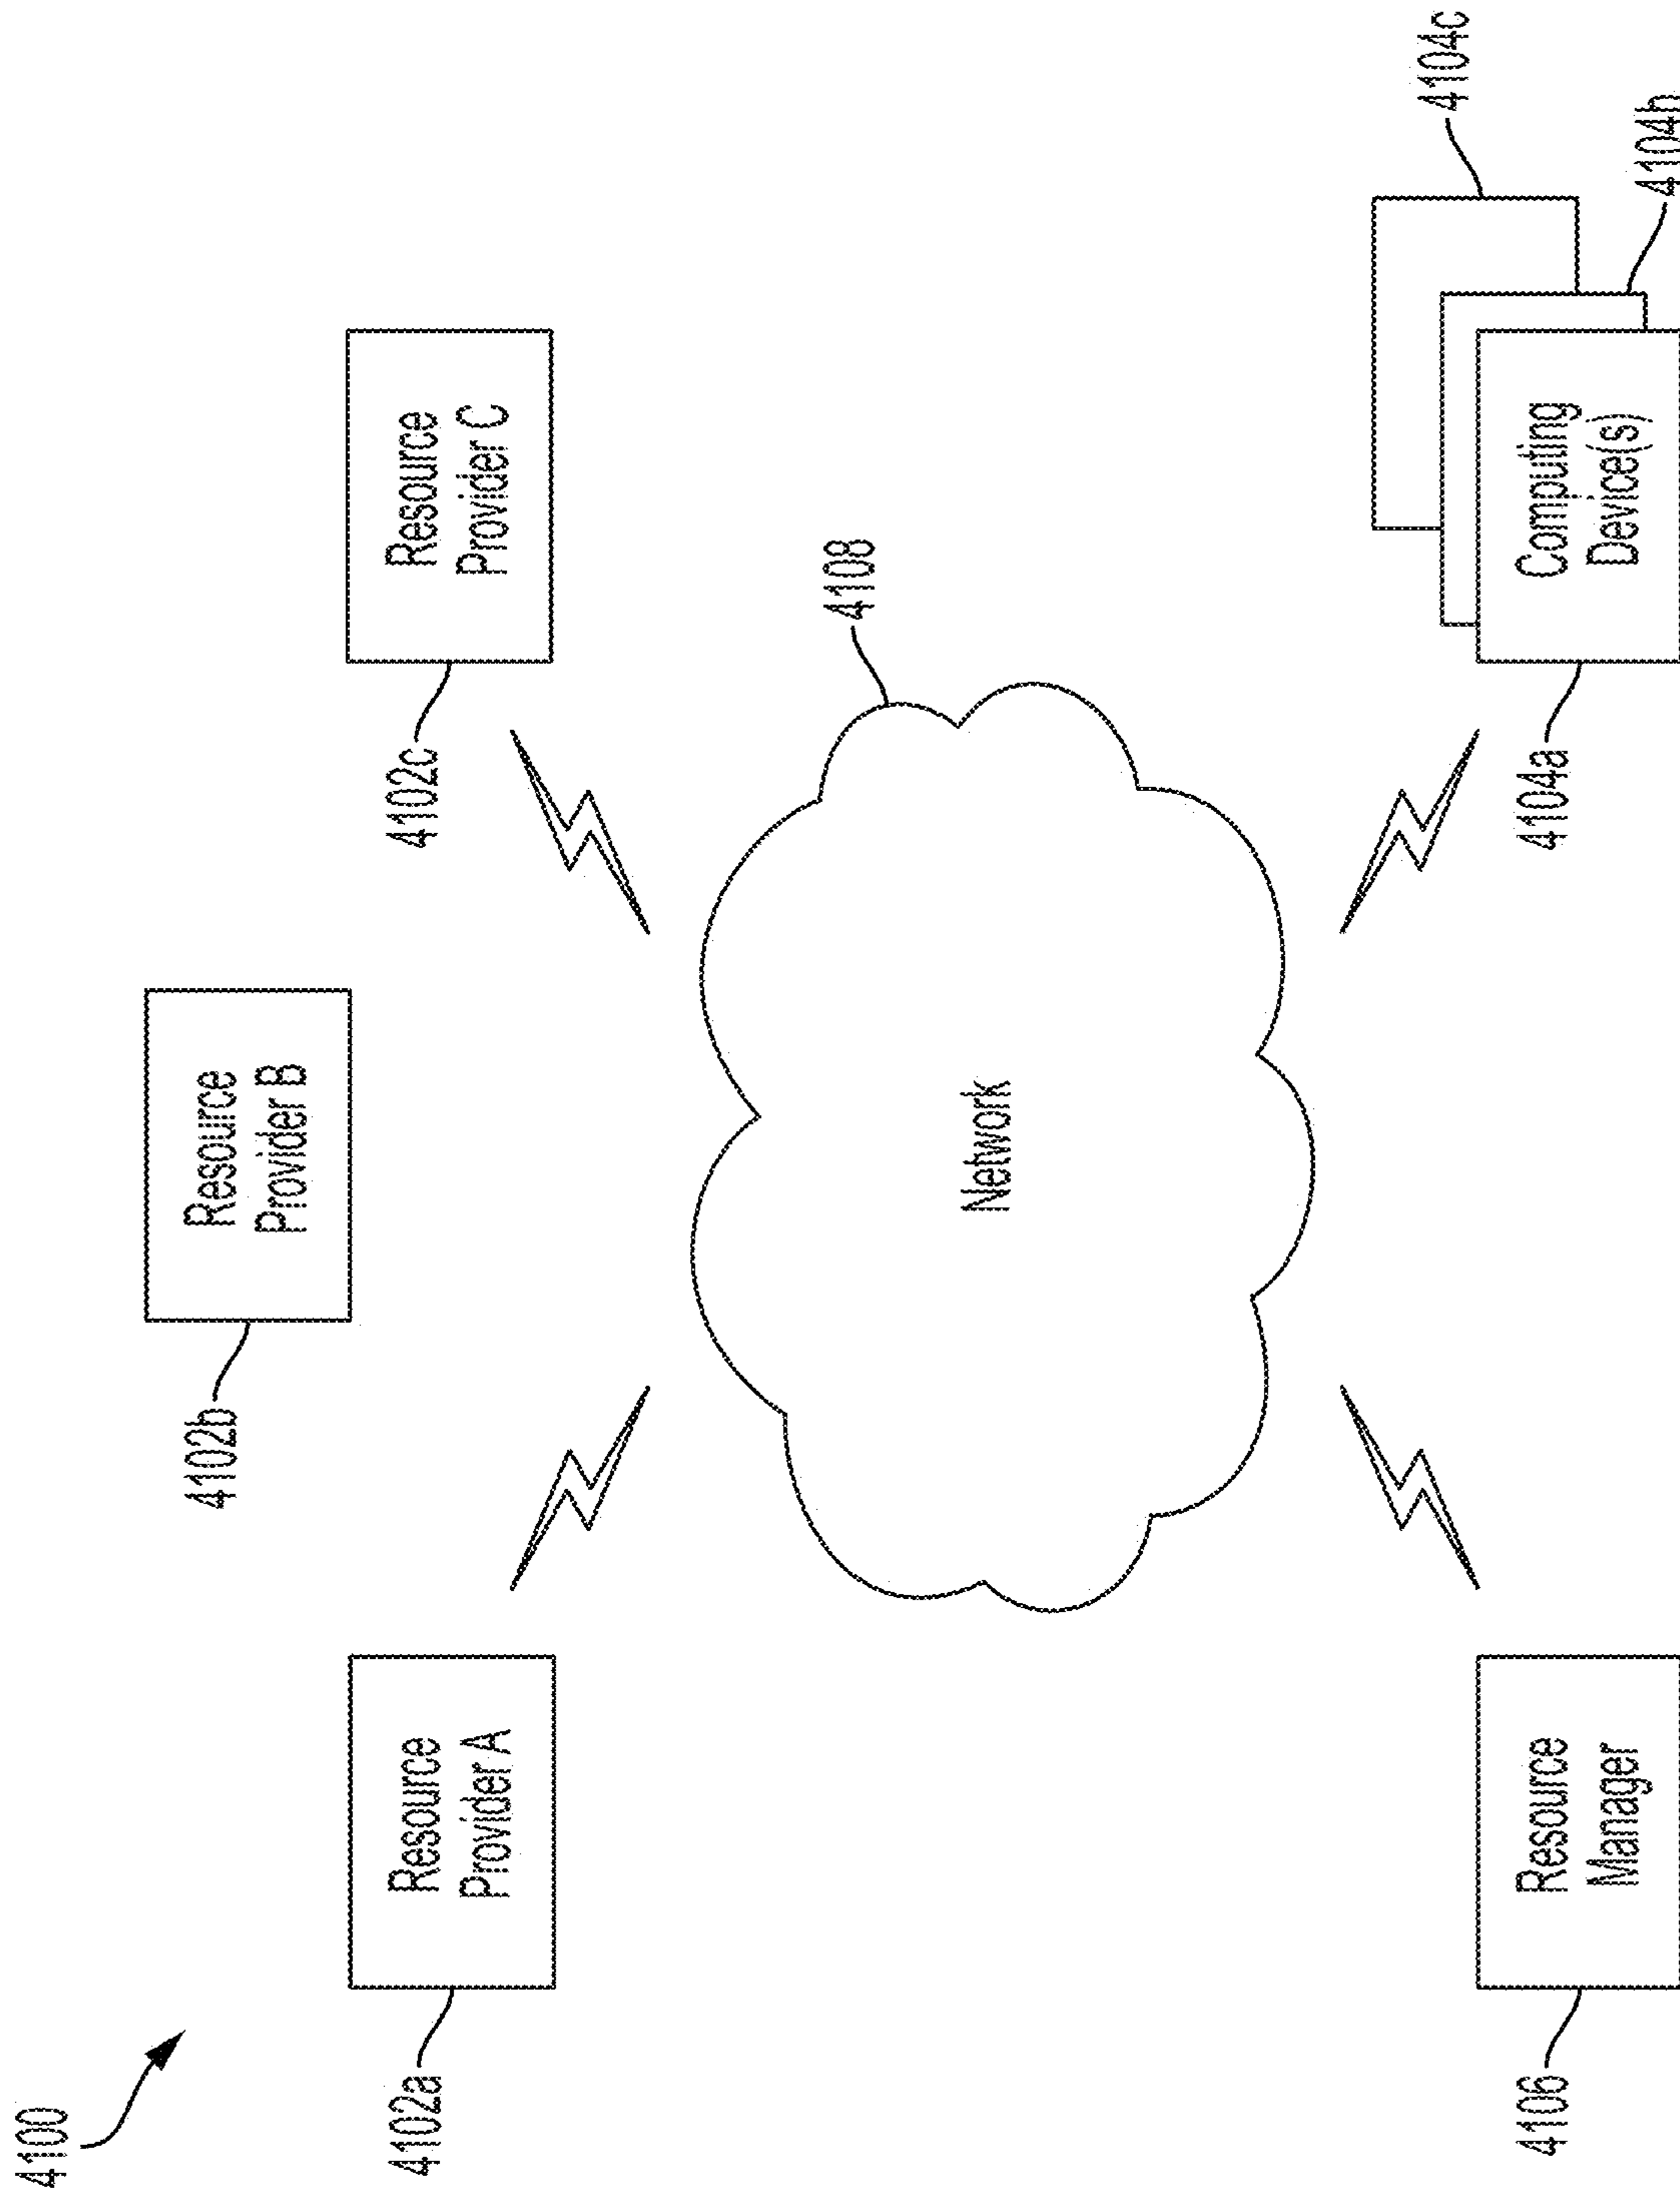 4100
4102b
Resource
Provider B
4102a
Resource
Provider A
4102c
Resource
Provider C
4108
Network
4106
Resource
Manager
4104a
Computing
Device(s)
4104b
4104c